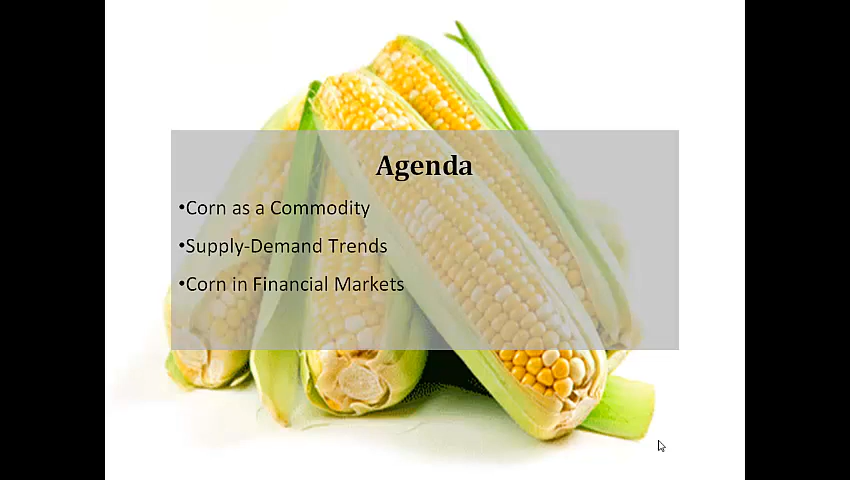 Agenda
•Corn as a Commodity
•Supply-Demand Trends
•Corn in Financial Markets